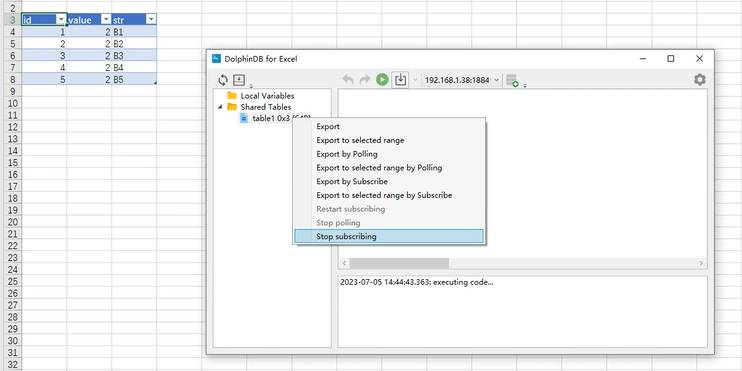 2
3 id value str
4 1 2 B1
5 2 2 B2
6 3 2 B3
7 4 2 B4
8 5 2 B5
9
10
11
12
13
14
15
16
17
18
19
20
21
22
23
24
25
26
27
28
29
30
31
32
DolphinDB for Excel
192.168.1.38:1884
Local Variables
Shared Tables
table1 0x3 [64B]
Export
Export to selected range
Export by Polling
Export to selected range by Polling
Export by Subscribe
Export to selected range by Subscribe
Restart subscribing
Stop polling
Stop subscribing
2023-07-05 14:44:43.363: executing code...